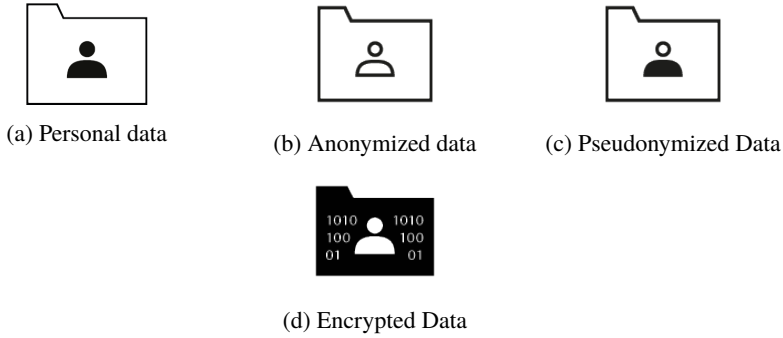 (a) Personal data
(b) Anonymized data
(c) Pseudonymized Data
1010 1010
100 100
01 01
(d) Encrypted Data